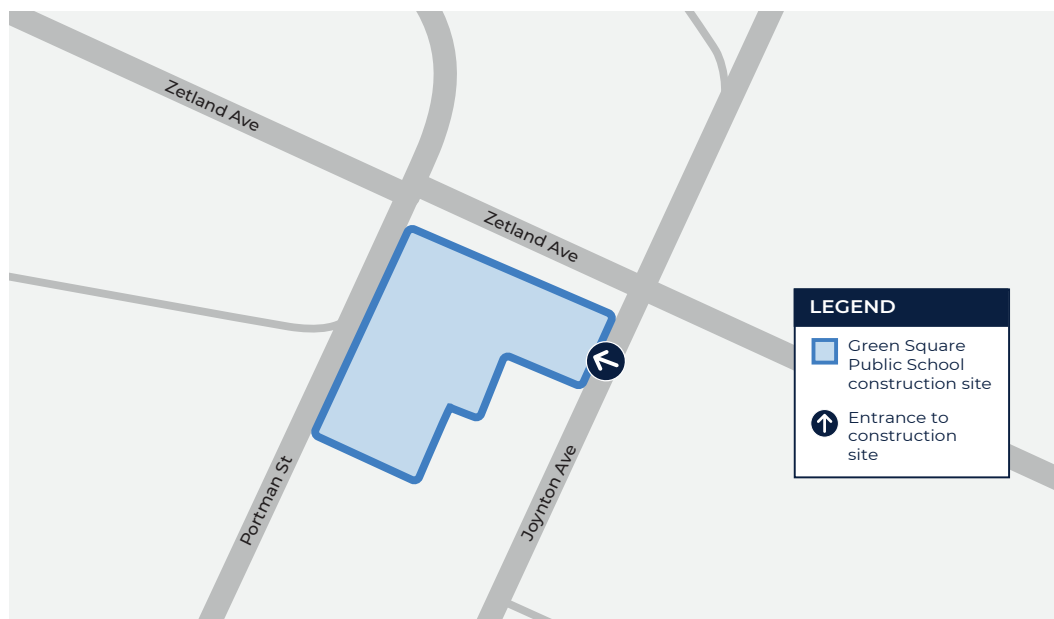 Zetland Ave
Zetland Ave
LEGEND
Green Square
Public School
construction site
Entrance to
construction
site
Portman St
Joynton Ave